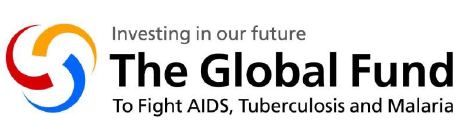 Investing in our future
The Global Fund
To Fight AIDS, Tuberculosis and Malaria